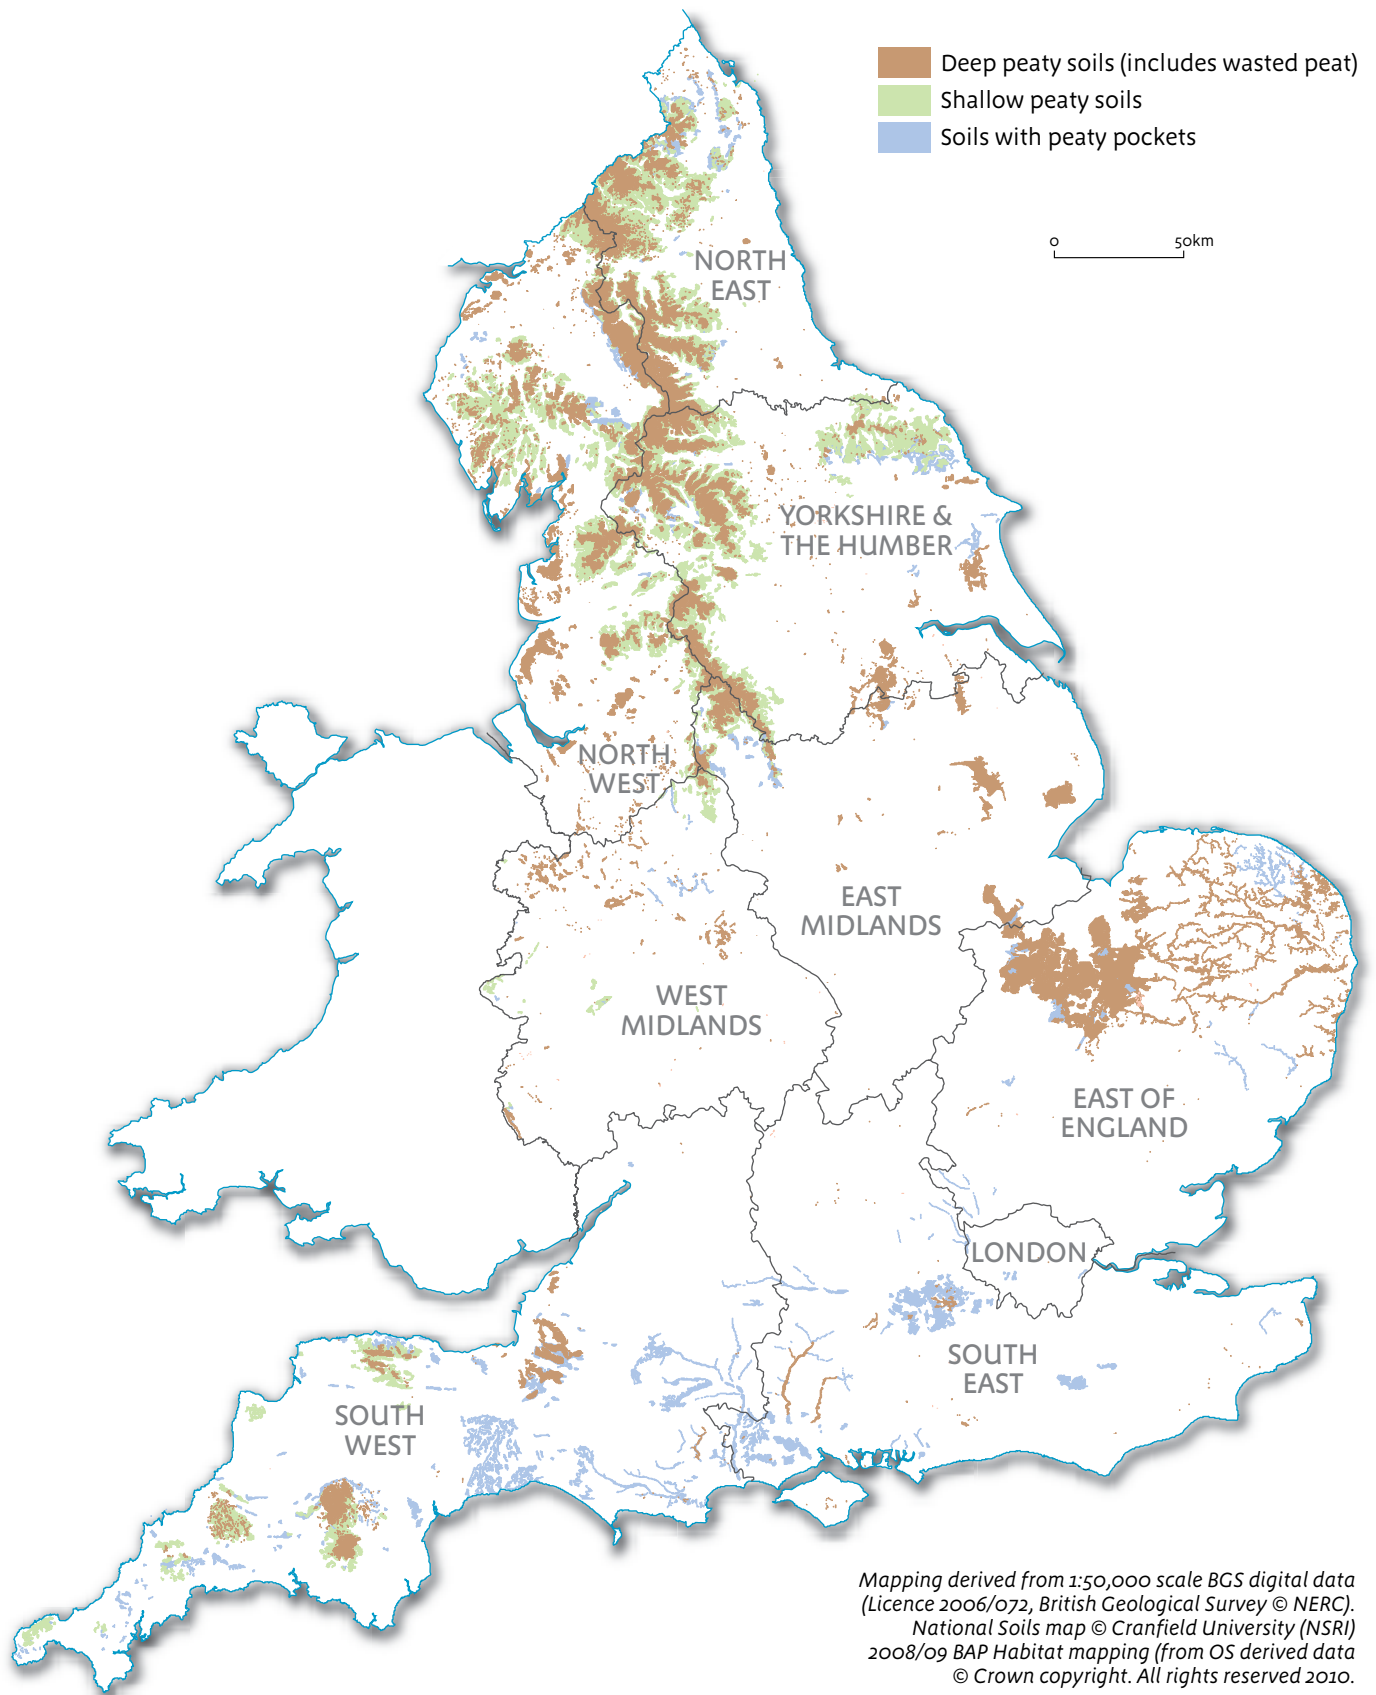 Deep peaty soils (includes wasted peat)
Shallow peaty soils
Soils with peaty pockets
0 50km
NORTH
EAST
YORKSHIRE &
THE HUMBER
NORTH
WEST
EAST
MIDLANDS
WEST
MIDLANDS
EAST OF
ENGLAND
LONDON
SOUTH
EAST
SOUTH
WEST
Mapping derived from 1:50,000 scale BGS digital data
(Licence 2006/072, British Geological Survey © NERC).
National Soils map © Cranfield University (NSRI)
2008/09 BAP Habitat mapping (from OS derived data
© Crown copyright. All rights reserved 2010.